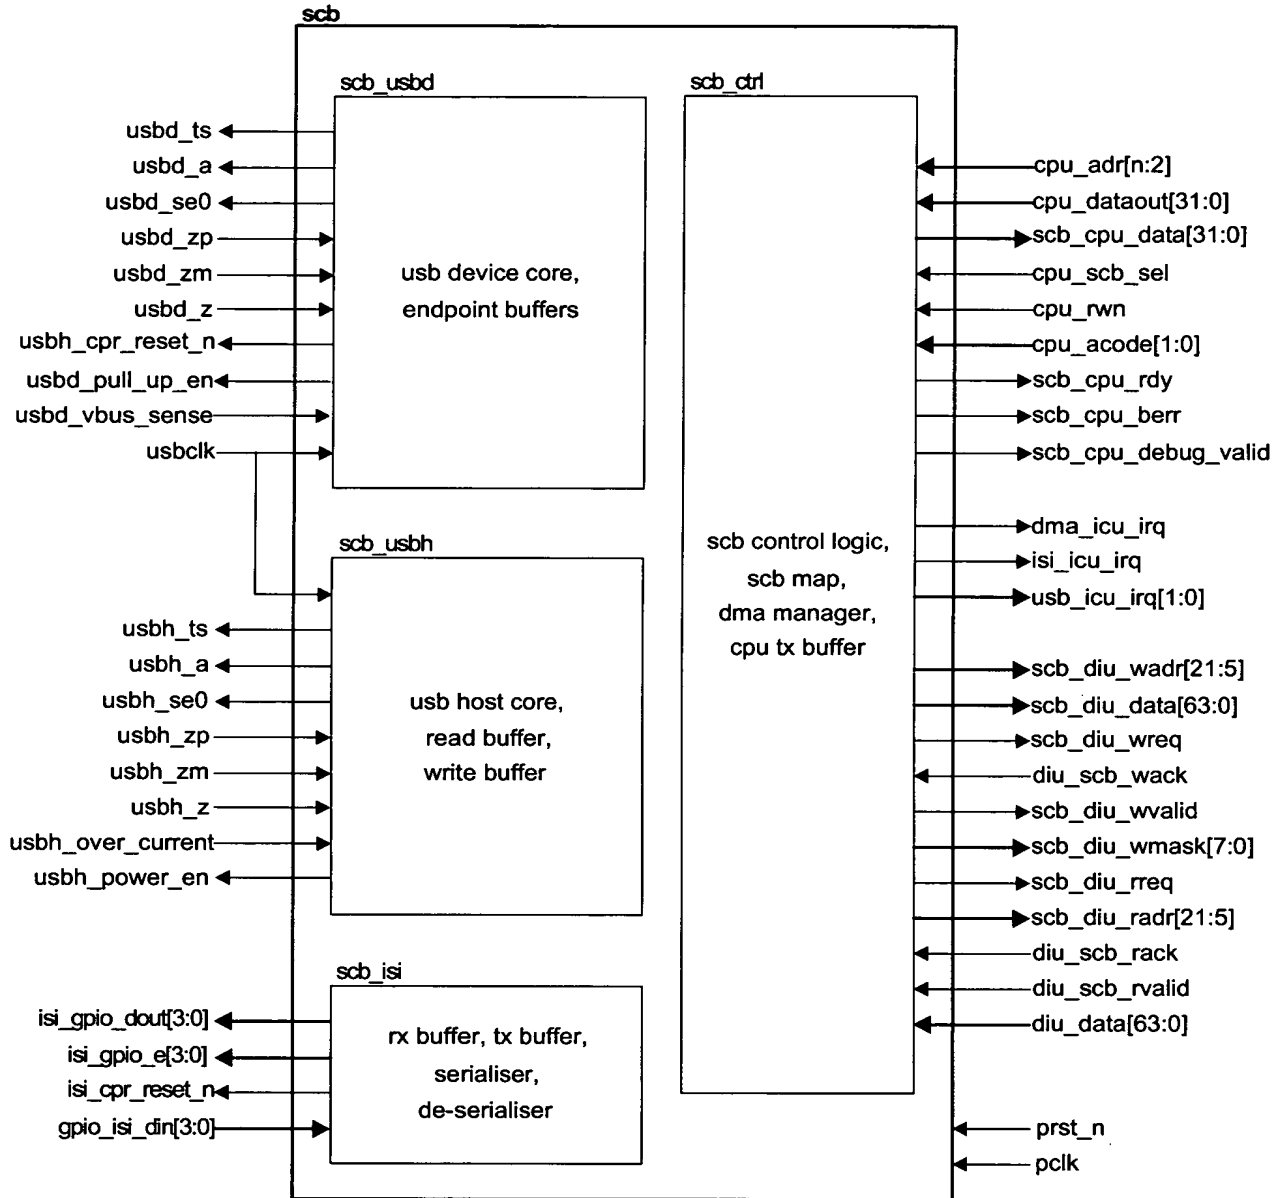 scb
scb_usbd
usbd_ts
usbd_a
usbd_se0
usbd_zp
usbd_zm
usbd_z
usbh_cpr_reset_n
usbd_pull_up_en
usbd_vbus_sense
usbclk
usb device core,
endpoint buffers
scb_usbh
usbh_ts
usbh_a
usbh_se0
usbh_zp
usbh_zm
usbh_z
usbh_over_current
usbh_power_en
usb host core,
read buffer,
write buffer
scb_isi
isi_gpio_dout[3:0]
isi_gpio_e[3:0]
isi_cpr_reset_n
gpio_isi_din[3:0]
rx buffer, tx buffer,
serialiser,
de-serialiser
scb_ctrl
scb control logic,
scb map,
dma manager,
cpu tx buffer
cpu_adr[n:2]
cpu_dataout[31:0]
scb_cpu_data[31:0]
cpu_scb_sel
cpu_rwn
cpu_acode[1:0]
scb_cpu_rdy
scb_cpu_berr
scb_cpu_debug_valid
dma_icu_irq
isi_icu_irq
usb_icu_irq[1:0]
scb_diu_wadr[21:5]
scb_diu_data[63:0]
scb_diu_wreq
diu_scb_wack
scb_diu_wvalid
scb_diu_wmask[7:0]
scb_diu_rreq
scb_diu_radr[21:5]
diu_scb_rack
diu_scb_rvalid
diu_data[63:0]
prst_n
pclk